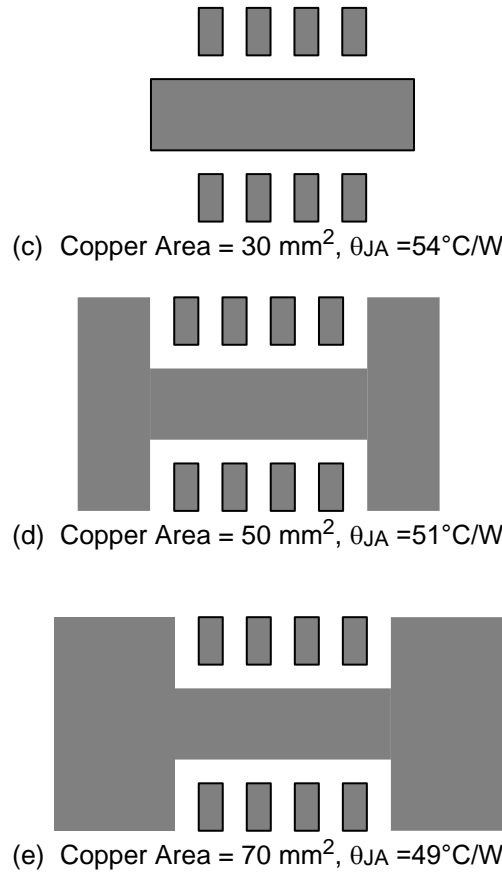 (c) Copper Area = 30 mm², θJA =54°C/W
(d) Copper Area = 50 mm², θJA =51°C/W
(e) Copper Area = 70 mm², θJA =49°C/W